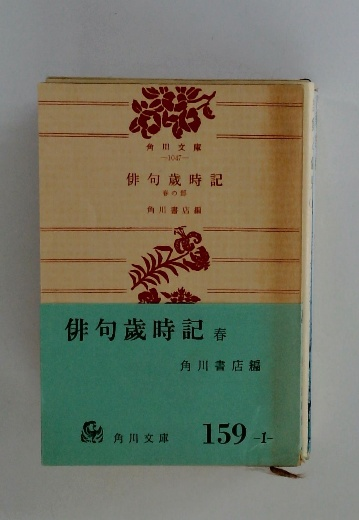 角川文庫
—1047—
俳句歳時記
春の部
角川書店編
俳句歳時記 春
角川書店編
角川文庫 159 -1-